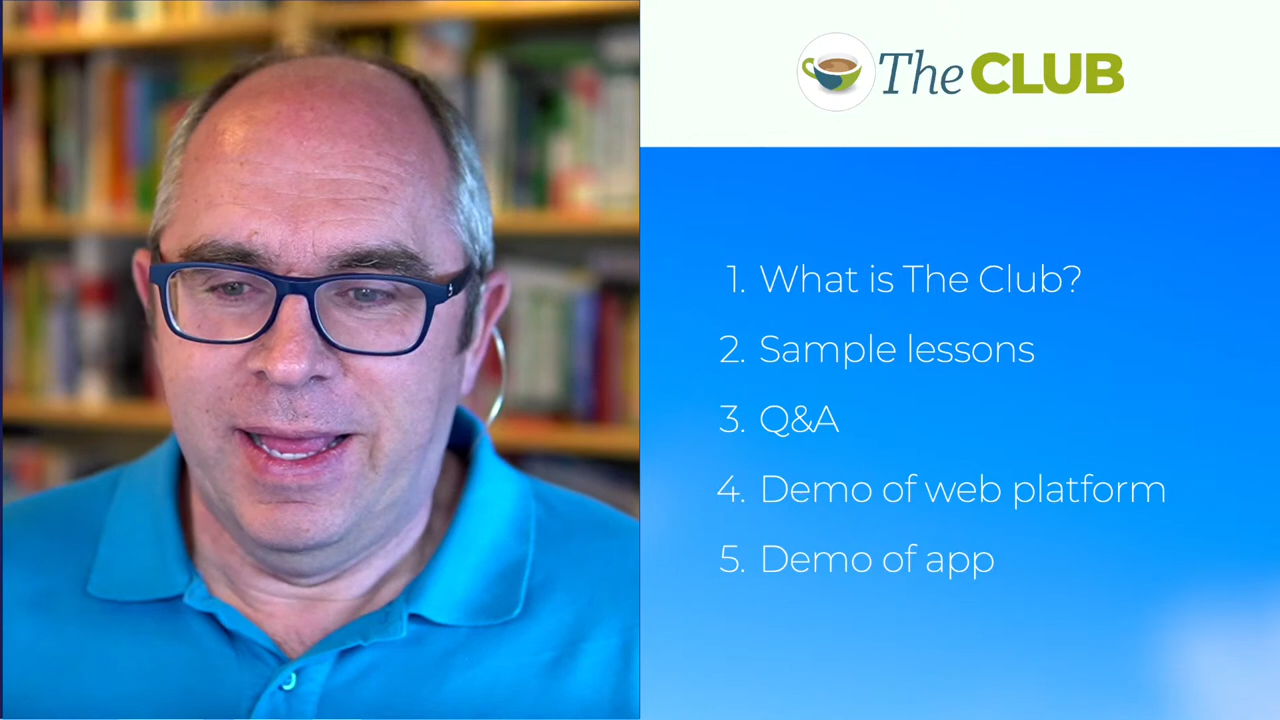 The CLUB
1. What is The Club?
2. Sample lessons
3. Q&A
4. Demo of web platform
5. Demo of app